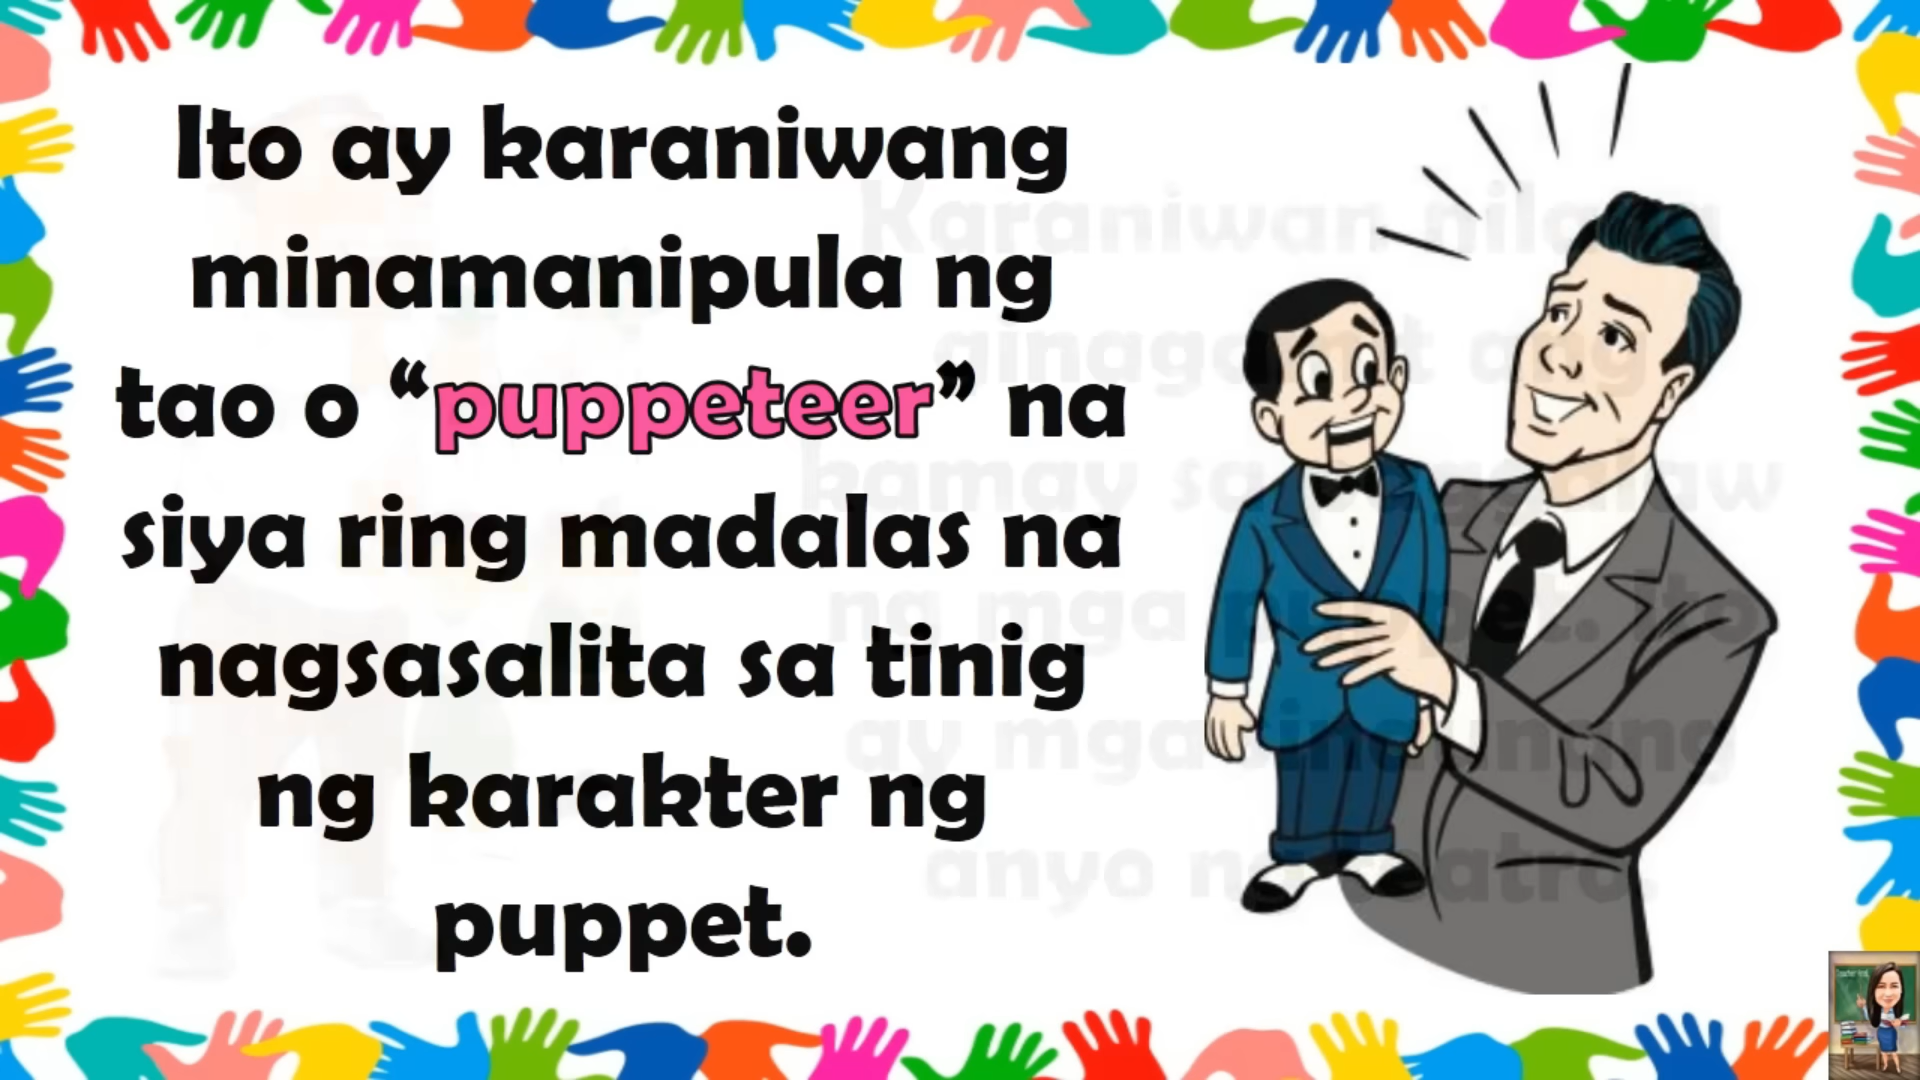 Ito ay karaniwang
minamanipula ng
tao o “puppeteer” na
siya ring madalas na
nagsasalita sa tinig
ng karakter ng
puppet.